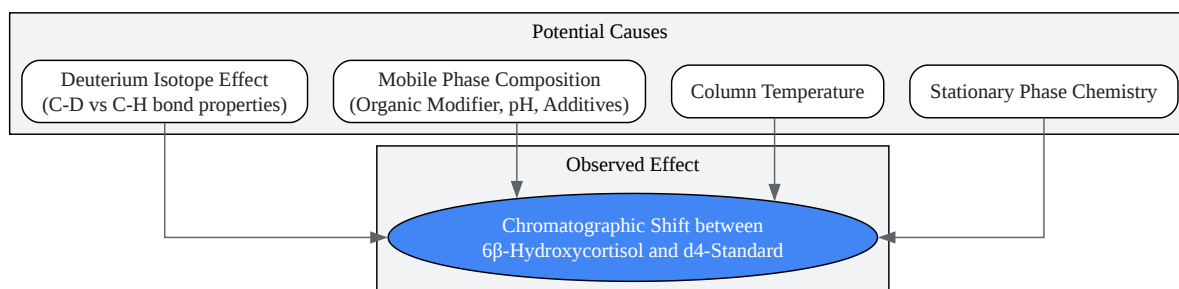 Potential Causes
Deuterium Isotope Effect
(C-D vs C-H bond properties)
Mobile Phase Composition
(Organic Modifier, pH, Additives)
Column Temperature
Stationary Phase Chemistry
Observed Effect
Chromatographic Shift between
6β-Hydroxycortisol and d4-Standard